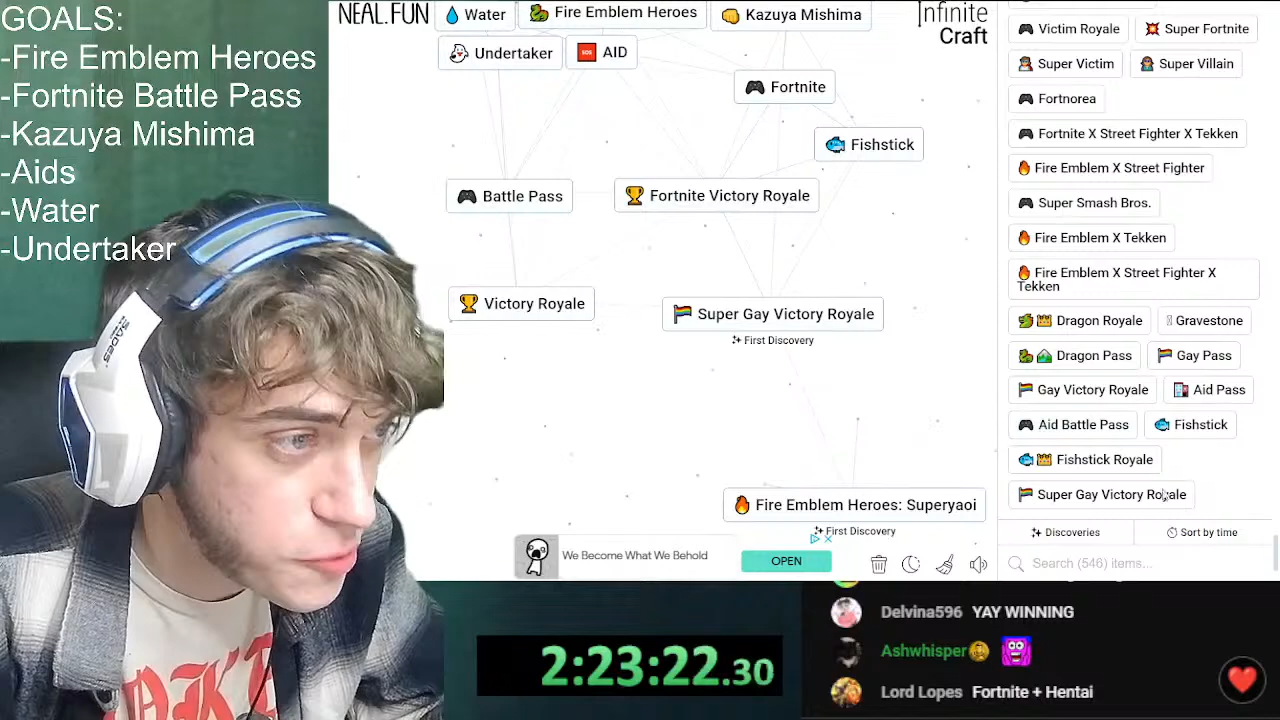 GOALS:
-Fire Emblem Heroes
-Fortnite Battle Pass
-Kazuya Mishima
-Aids
-Water
-Undertaker
NEAL.FUN
Water
Fire Emblem Heroes
Kazuya Mishima
Infinite
Craft
Undertaker
SOS
AID
Fortnite
Fishstick
Battle Pass
Fortnite Victory Royale
Victory Royale
Super Gay Victory Royale
First Discovery
Fire Emblem Heroes: Superyaoi
First Discovery
We Become What We Behold
OPEN
Victim Royale
Super Fortnite
Super Victim
Super Villain
Fortnorea
Fortnite X Street Fighter X Tekken
Fire Emblem X Street Fighter
Super Smash Bros.
Fire Emblem X Tekken
Fire Emblem X Street Fighter X
Tekken
Dragon Royale
Gravestone
Dragon Pass
Gay Pass
Gay Victory Royale
Aid Pass
Aid Battle Pass
Fishstick
Fishstick Royale
Super Gay Victory Royale
Discoveries
Sort by time
Search (546) items...
SADES
2:23:22.30
Delvina596 YAY WINNING
Ashwhisper
Lord Lopes Fortnite + Hentai